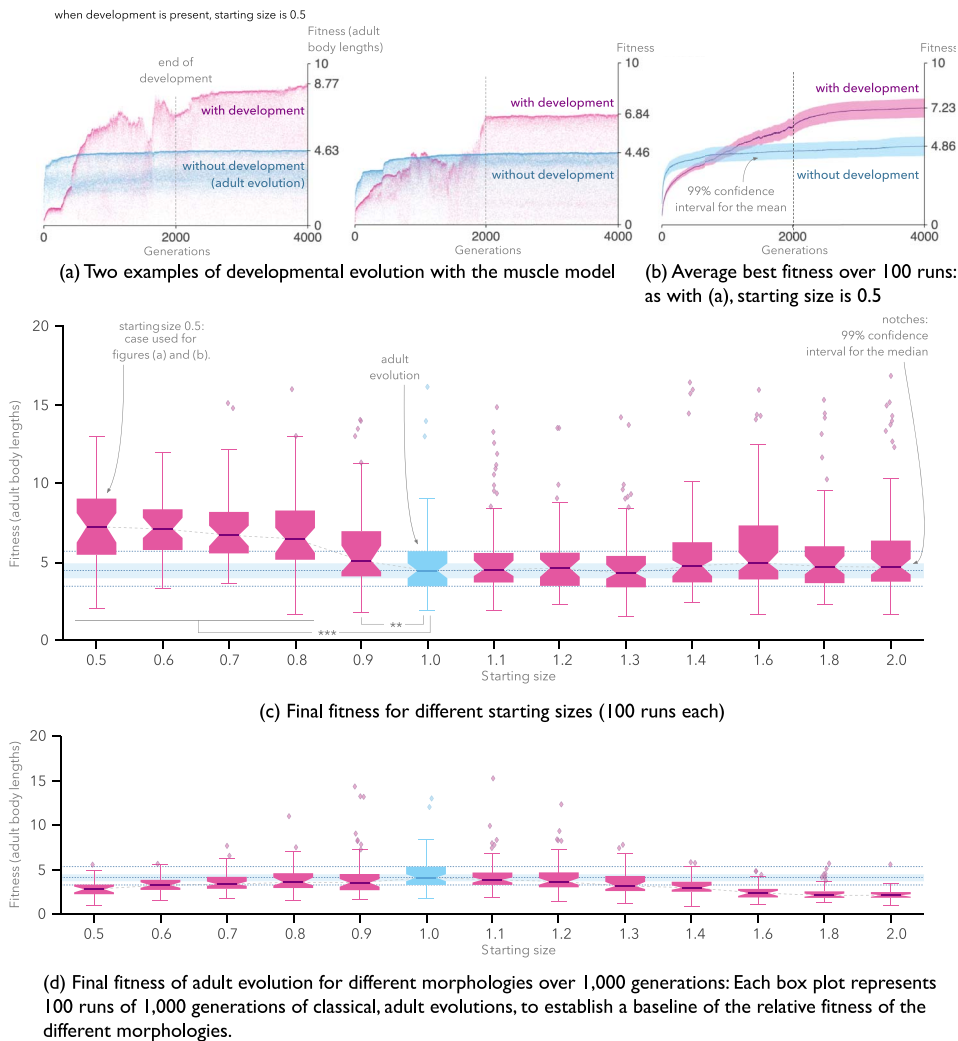 when development is present, starting size is 0.5
Fitness (adult
body lengths)
10
8.77
end of
development
with development
4.63
without development
(adult evolution)
0
0
2000
4000
Generations
Fitness
10
with development
6.84
4.46
without development
0
0
2000
4000
Generations
(a) Two examples of developmental evolution with the muscle model
Fitness
10
with development
7.23
4.86
without development
99% confidence
interval for the mean
0
0
2000
4000
Generations
(b) Average best fitness over 100 runs:
as with (a), starting size is 0.5
Fitness (adult body lengths)
20
15
10
5
0
starting size 0.5:
case used for
figures (a) and (b).
adult
evolution
notches:
99% confidence
interval for the median
***
**
0.5 0.6 0.7 0.8 0.9 1.0 1.1 1.2 1.3 1.4 1.6 1.8 2.0
Starting size
(c) Final fitness for different starting sizes (100 runs each)
Fitness (adult body lengths)
20
15
10
5
0
0.5 0.6 0.7 0.8 0.9 1.0 1.1 1.2 1.3 1.4 1.6 1.8 2.0
Starting size
(d) Final fitness of adult evolution for different morphologies over 1,000 generations: Each box plot represents
100 runs of 1,000 generations of classical, adult evolutions, to establish a baseline of the relative fitness of the
different morphologies.